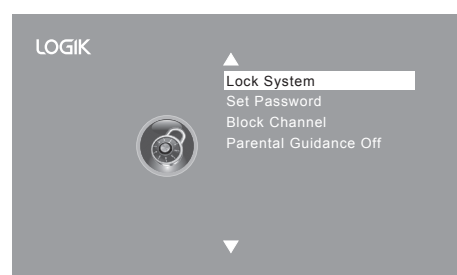 LOGIK
Lock System
Set Password
Block Channel
Parental Guidance Off